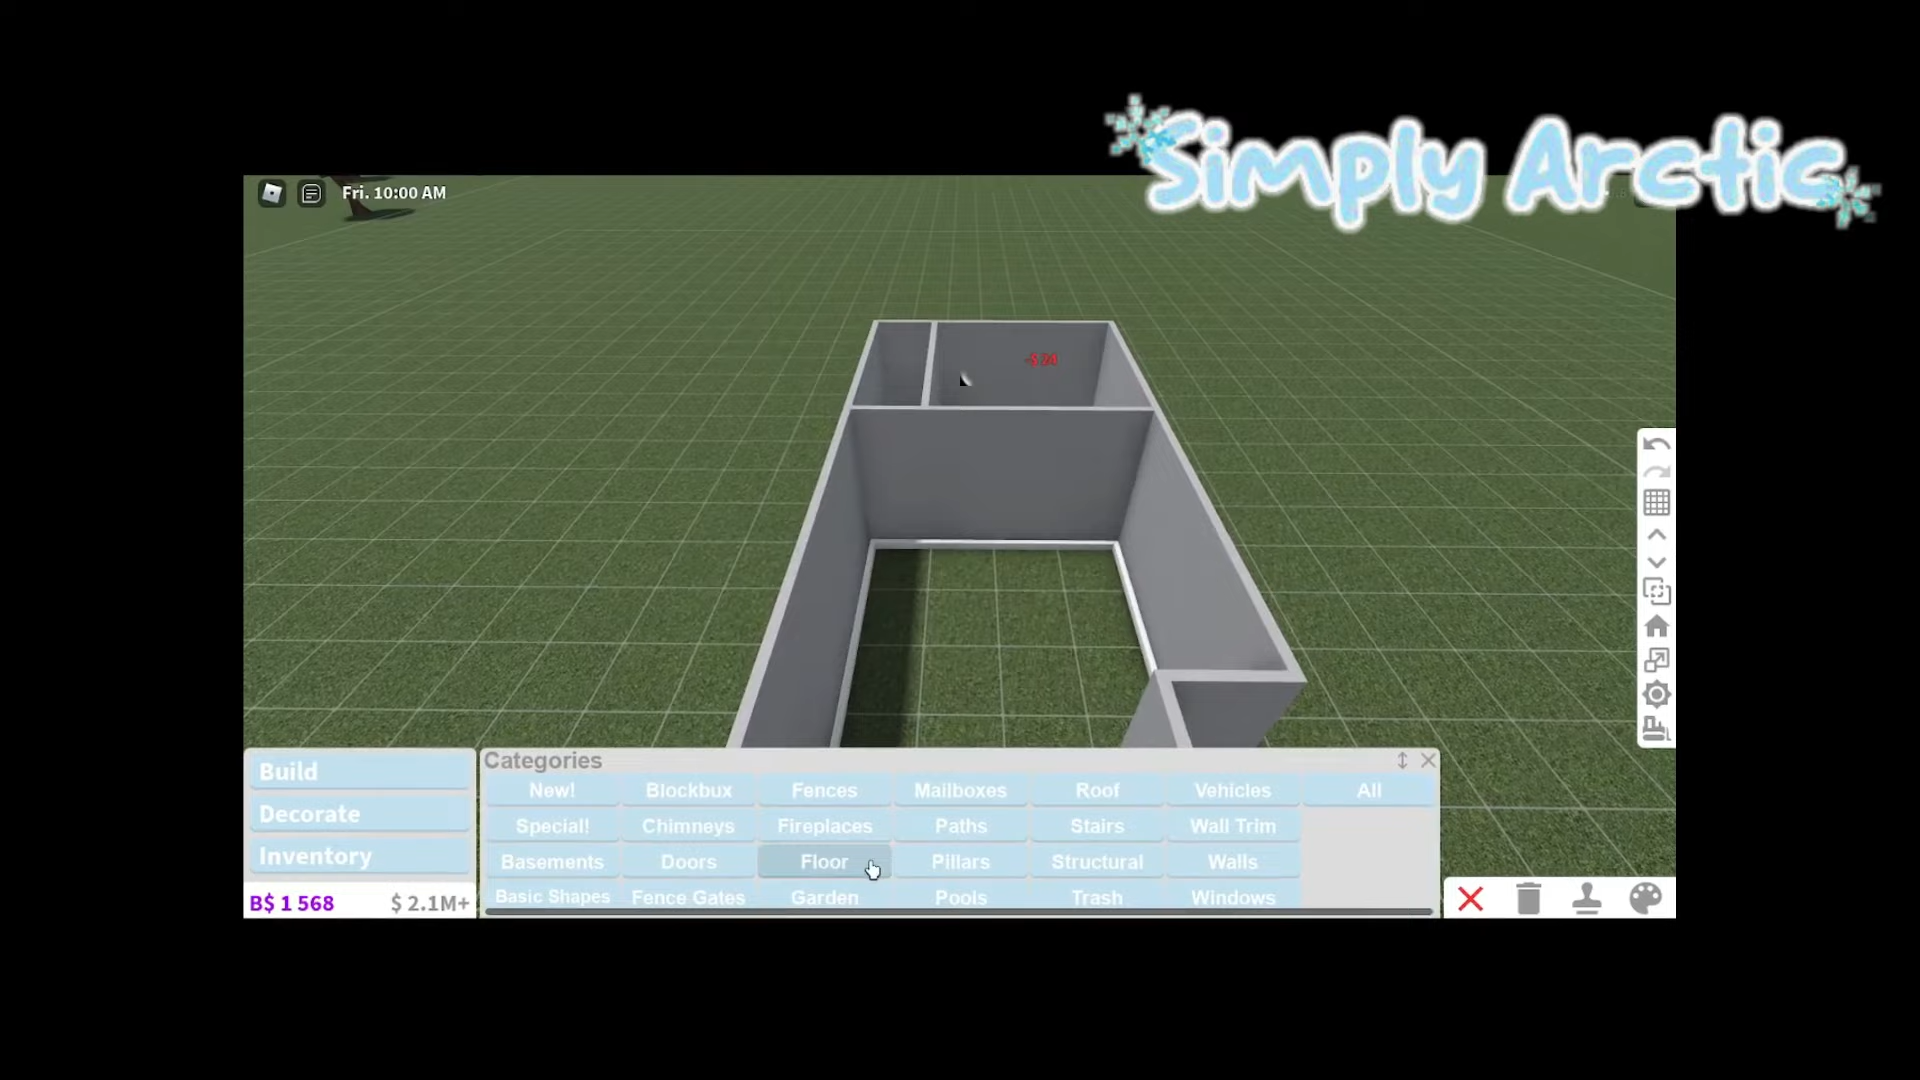 Simply Arctic
Fri. 10:00 AM
-$ 24
Build
Decorate
Inventory
B$ 1 568
$ 2.1M+
Categories
New! Blockbux Fences Mailboxes Roof Vehicles All
Special! Chimneys Fireplaces Paths Stairs Wall Trim
Basements Doors Floor Pillars Structural Walls
Basic Shapes Fence Gates Garden Pools Trash Windows